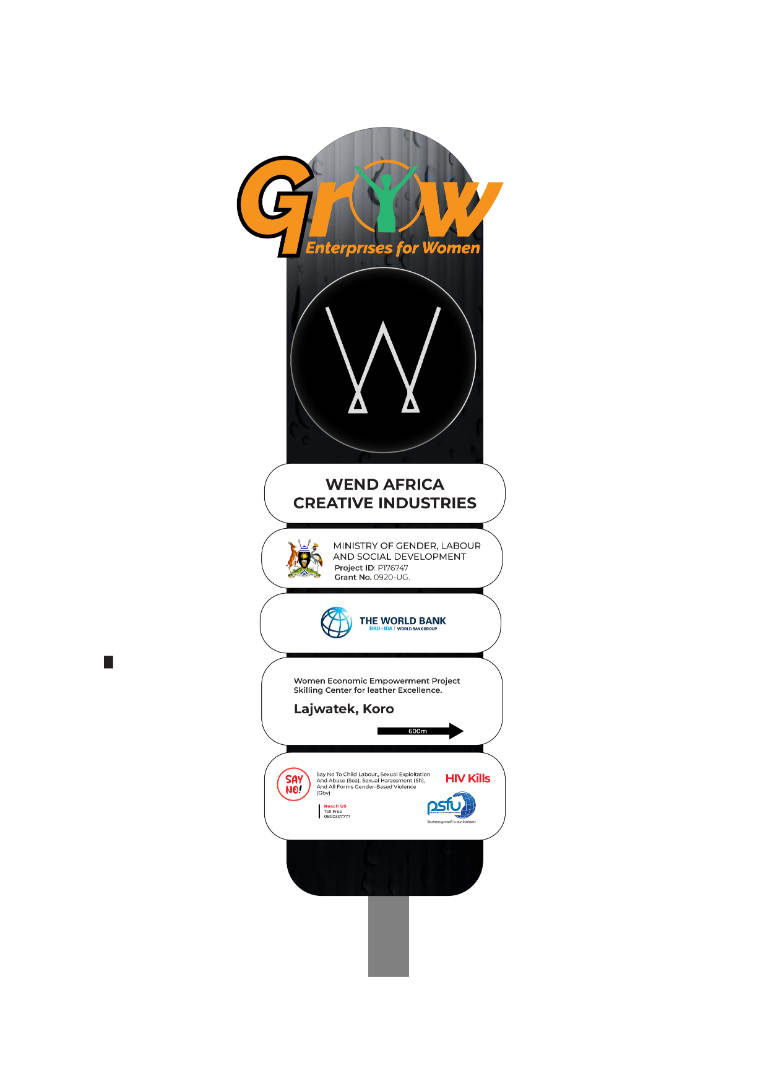 Grow
Enterprises for Women
W
WEND AFRICA
CREATIVE INDUSTRIES
MINISTRY OF GENDER, LABOUR
AND SOCIAL DEVELOPMENT
Project ID: P176747
Grant No. 0920-UG.
THE WORLD BANK
IBRD • IDA | WORLD BANK GROUP
Women Economic Empowerment Project
Skilling Center for leather Excellence.
Lajwatek, Koro
600m
SAY
NO!
Say No To Child Labour, Sexual Exploitation
And Abuse (Sea), Sexual Harassment (Sh),
And All Forms Gender-Based Violence
(Gbv)
HIV Kills
Reach US
Toll Free
psfu